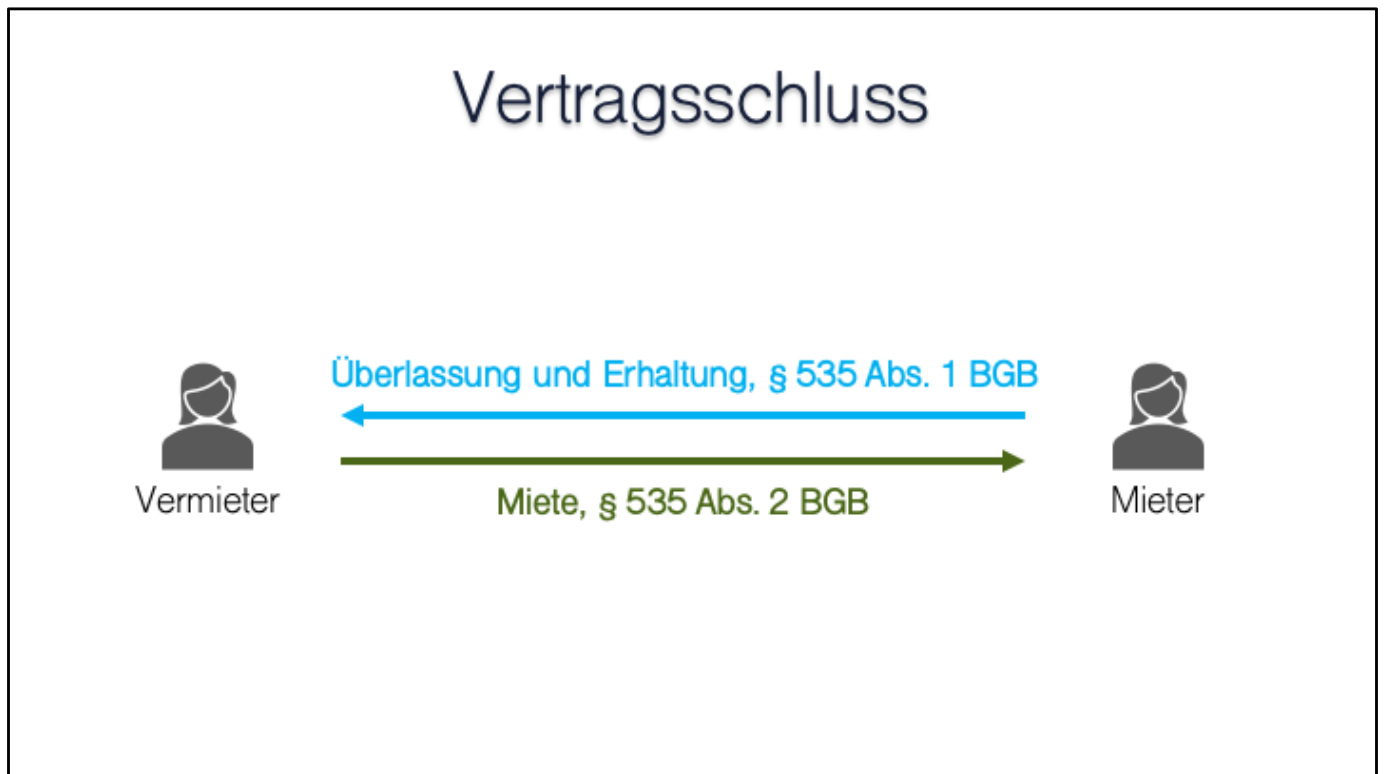 Vertragsschluss
Überlassung und Erhaltung, § 535 Abs. 1 BGB
Vermieter
Miete, § 535 Abs. 2 BGB
Mieter